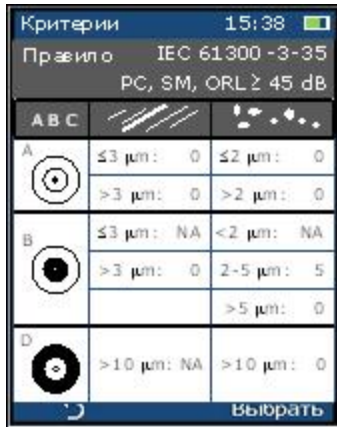 Критерии 15:38
Правило IEC 61300-3-35
PC, SM, ORL≥ 45 dB
A B C
A ≤3 µm: 0 ≤2 µm: 0
>3 µm: 0 >2 µm: 0
B ≤3 µm: NA <2 µm: NA
>3 µm: 0 2-5 µm: 5
>5 µm: 0
D >10 µm: NA >10 µm: 0
Выбрать